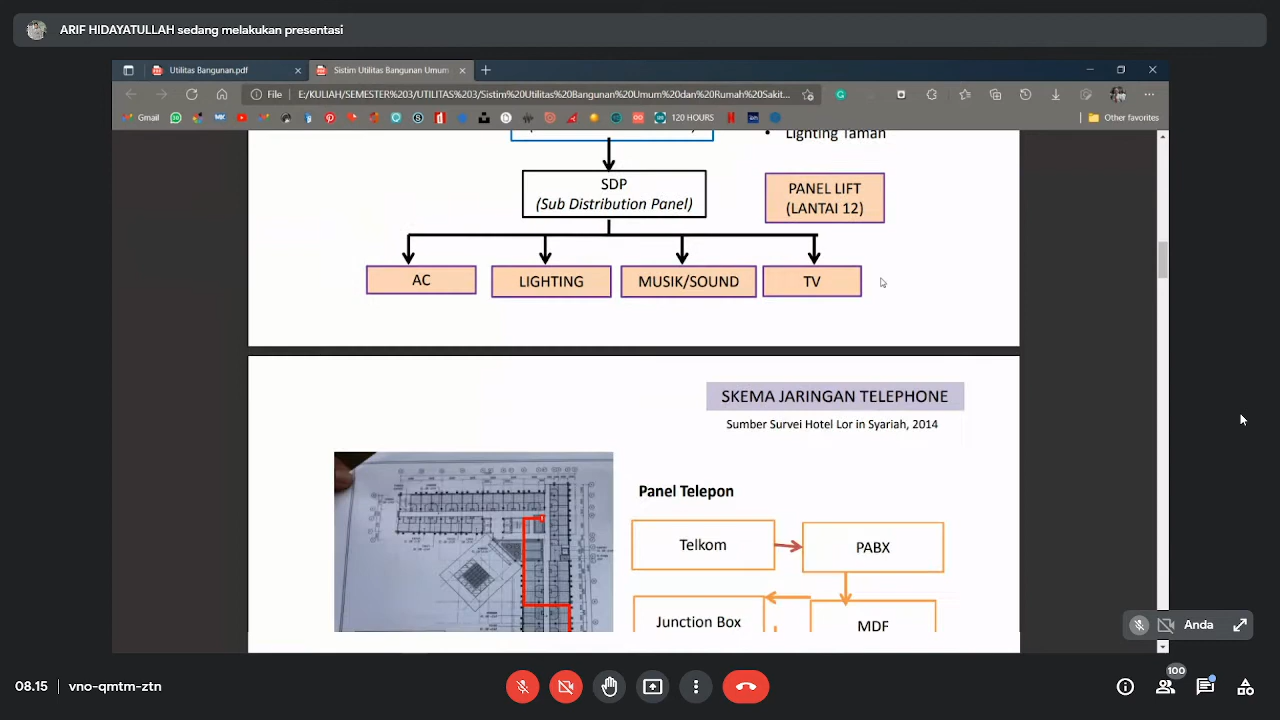 ARIF HIDAYATULLAH sedang melakukan presentasi
Utilitas Bangunan.pdf
Sistim Utilitas Bangunan Umum
File
E:/KULIAH/SEMESTER%203/UTILITAS%203/Sistim%20Utilitas%20Bangunan%20Umum%20dan%20Rumah%20Sakit...
Gmail
120 HOURS
Other favorites
• Lighting Taman
SDP
(Sub Distribution Panel)
PANEL LIFT
(LANTAI 12)
AC
LIGHTING
MUSIK/SOUND
TV
SKEMA JARINGAN TELEPHONE
Sumber Survei Hotel Lor in Syariah, 2014
Panel Telepon
Telkom
PABX
Junction Box
MDF
Anda
08.15 | vno-qmtm-ztn
100